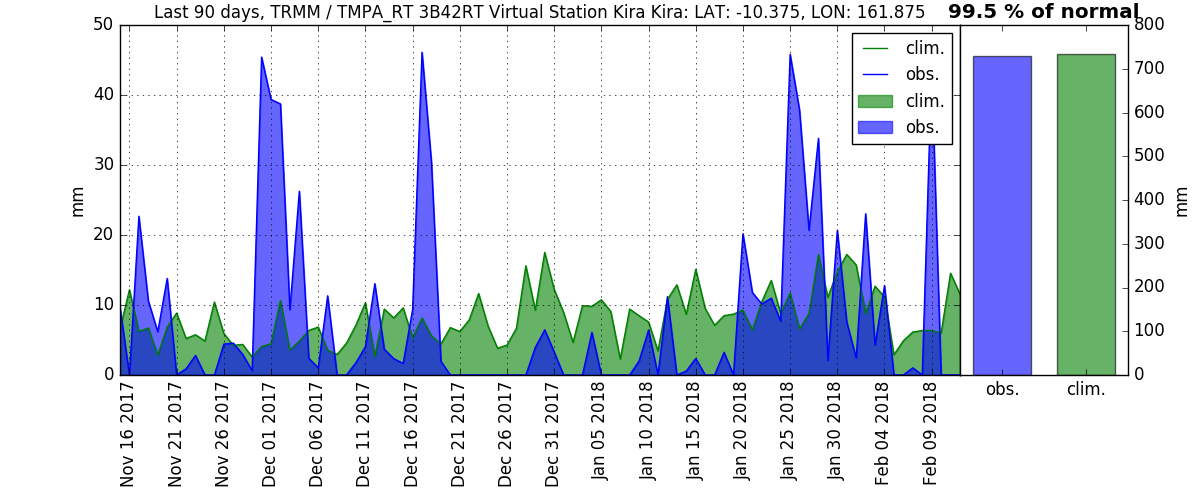 Last 90 days, TRMM / TMPA_RT 3B42RT Virtual Station Kira Kira: LAT: -10.375, LON: 161.875
99.5 % of normal
50
40
30
20
10
0
mm
clim.
obs.
clim.
obs.
800
700
600
500
400
300
200
100
0
mm
obs.
clim.
Nov 16 2017
Nov 21 2017
Nov 26 2017
Dec 01 2017
Dec 06 2017
Dec 11 2017
Dec 16 2017
Dec 21 2017
Dec 26 2017
Dec 31 2017
Jan 05 2018
Jan 10 2018
Jan 15 2018
Jan 20 2018
Jan 25 2018
Jan 30 2018
Feb 04 2018
Feb 09 2018